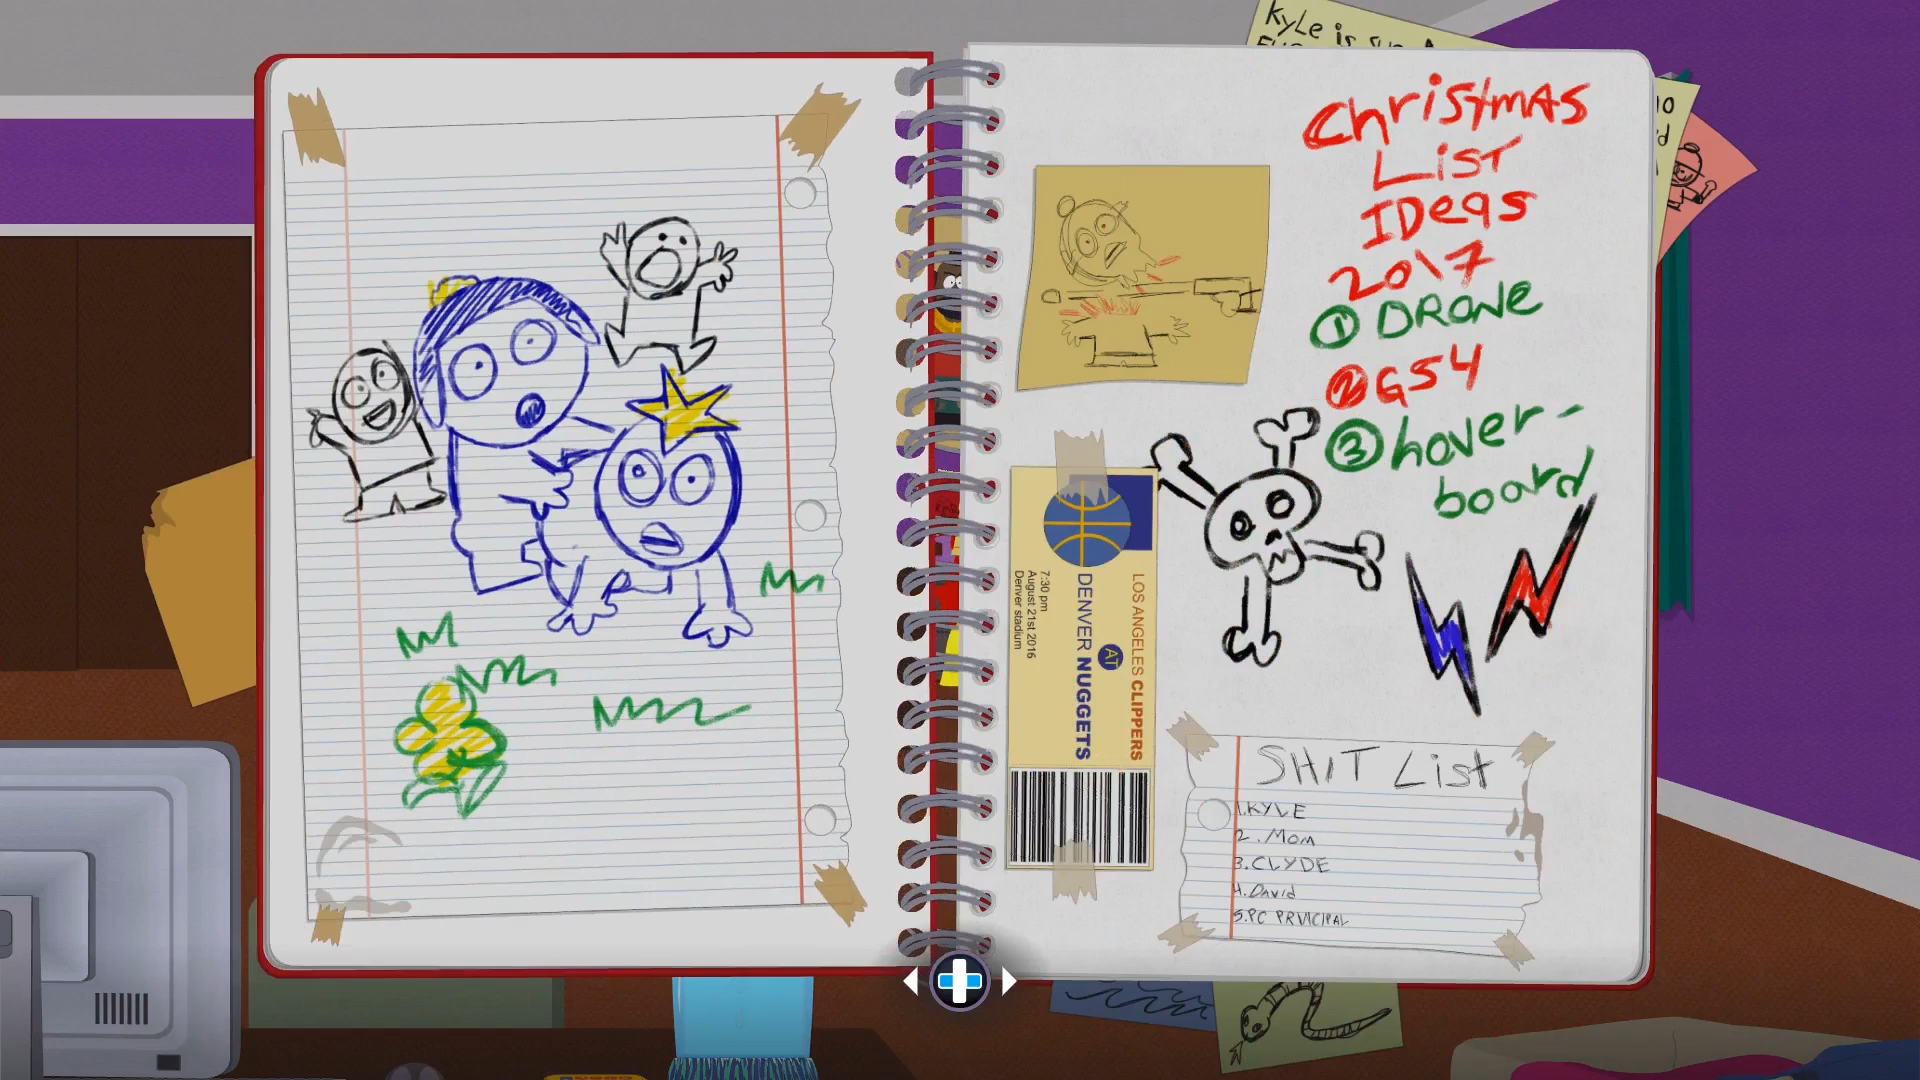 KyLe is
ChristmAS
List
IDeas
2017
① DRONE
② GS4
③ hover-
board
LOS ANGELES CLIPPERS
AT
DENVER NUGGETS
7:30 pm
August 21st 2016
Denver stadium
SHIT List
1.KYLE
2. Mom
3.CLYDE
4.David
5.PC PRVICIPAL